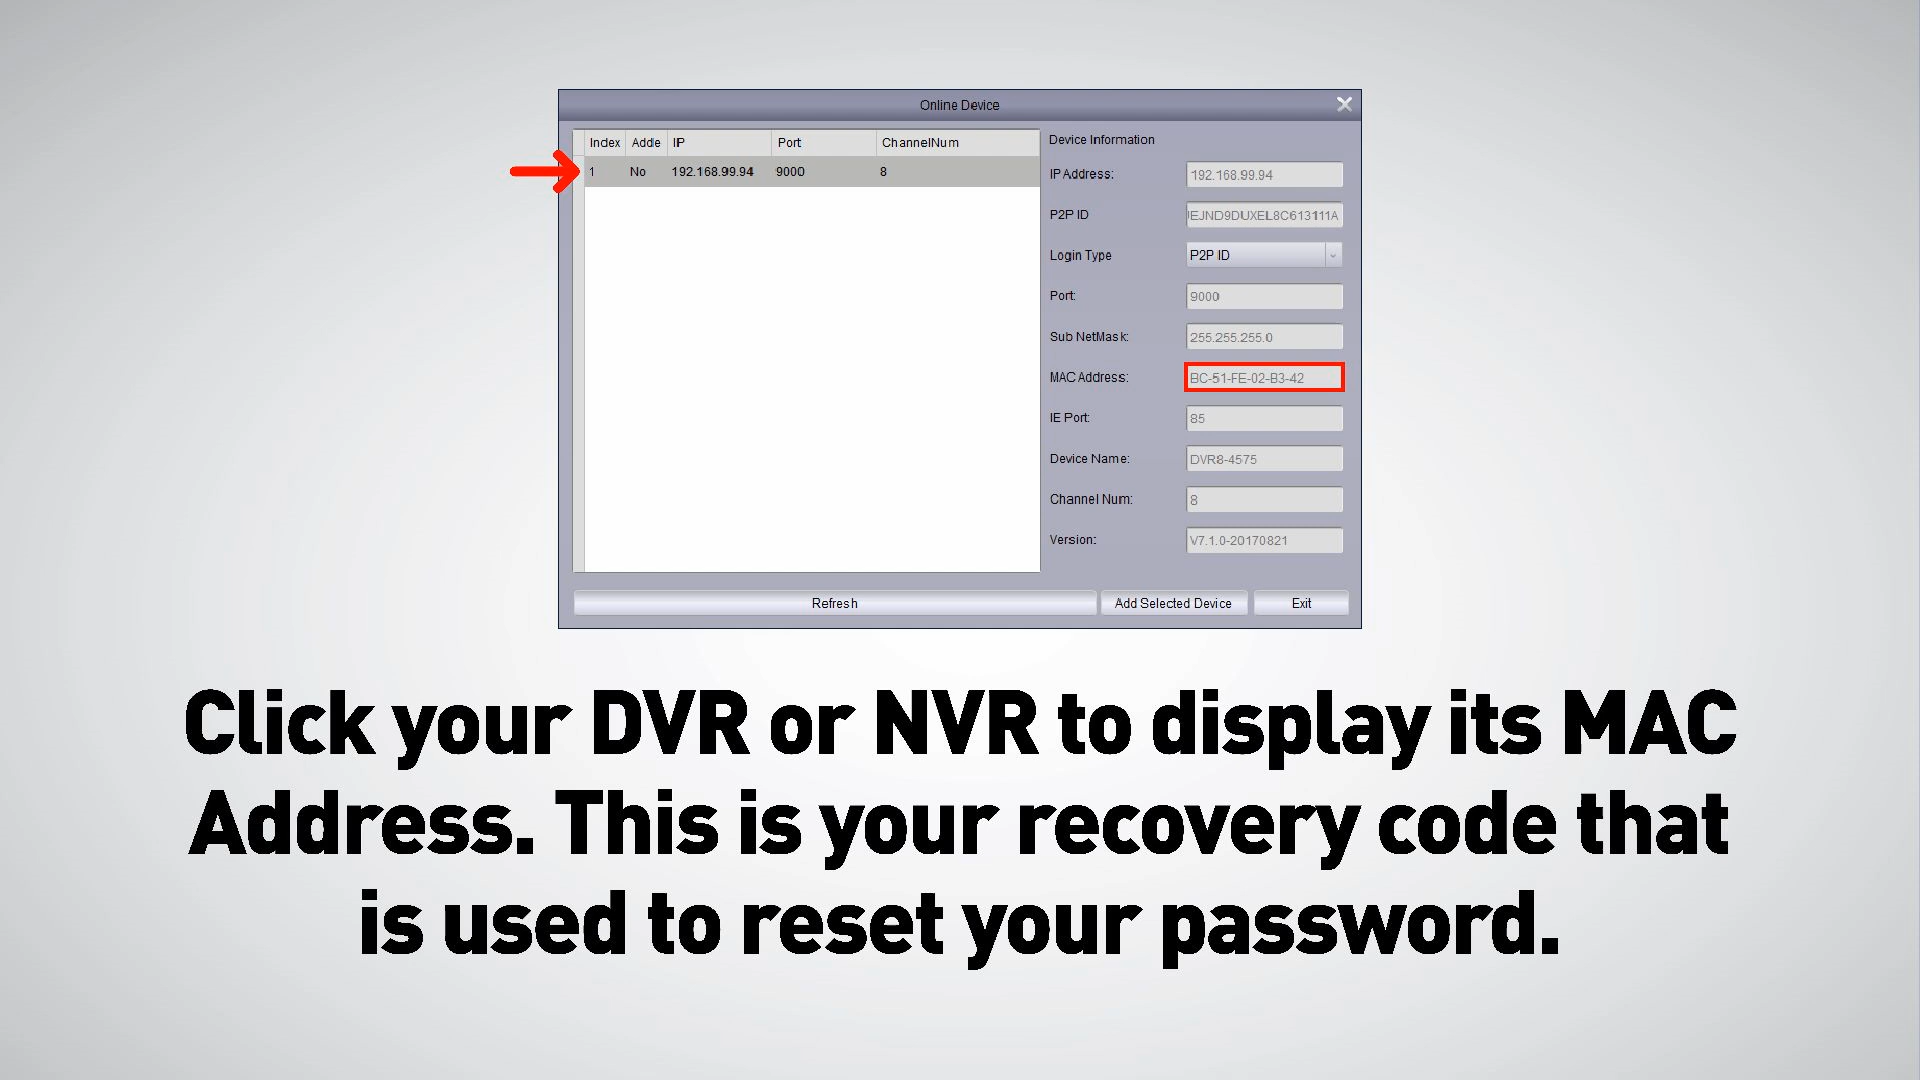 Online Device
Index Adde IP Port ChannelNum
1 No 192.168.99.94 9000 8
Device Information
IP Address: 192.168.99.94
P2P ID EJND9DUXEL8C613111A
Login Type P2P ID
Port: 9000
Sub NetMask: 255.255.255.0
MAC Address: BC-51-FE-02-B3-42
IE Port: 85
Device Name: DVR8-4575
Channel Num: 8
Version: V7.1.0-20170821
Refresh Add Selected Device Exit
Click your DVR or NVR to display its MAC
Address. This is your recovery code that
is used to reset your password.